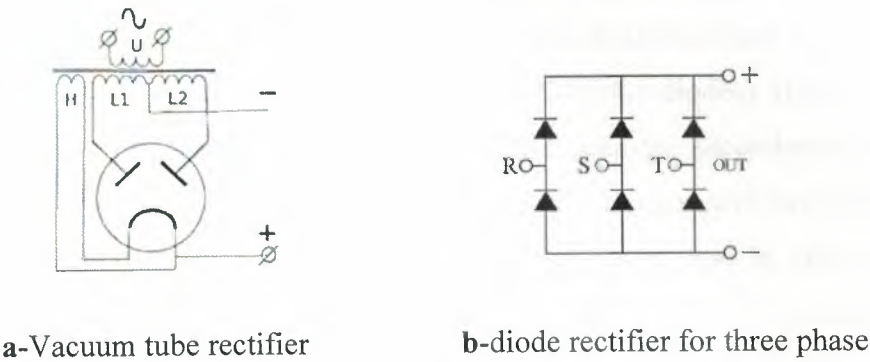 U
H L1 L2 −
+
a-Vacuum tube rectifier
+
R S T OUT
−
b-diode rectifier for three phase